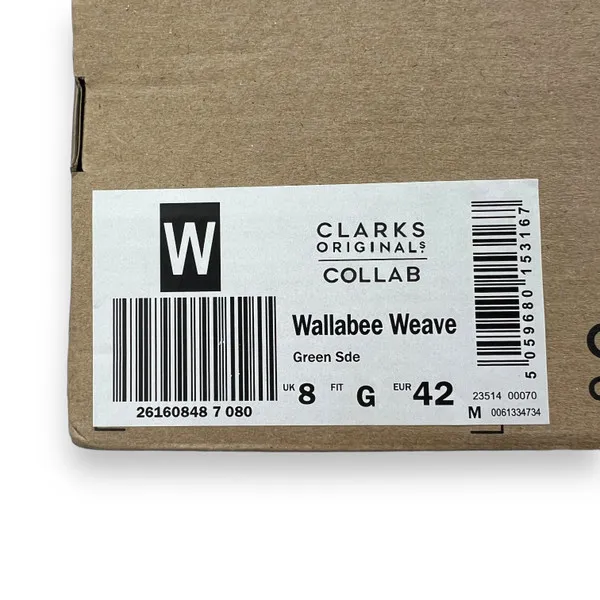 W
CLARKS
ORIGINALS
COLLAB
Wallabee Weave
Green Sde
UK 8 FIT G EUR 42
26160848 7 080
5 059680 153167
23514 00070
M 0061334734